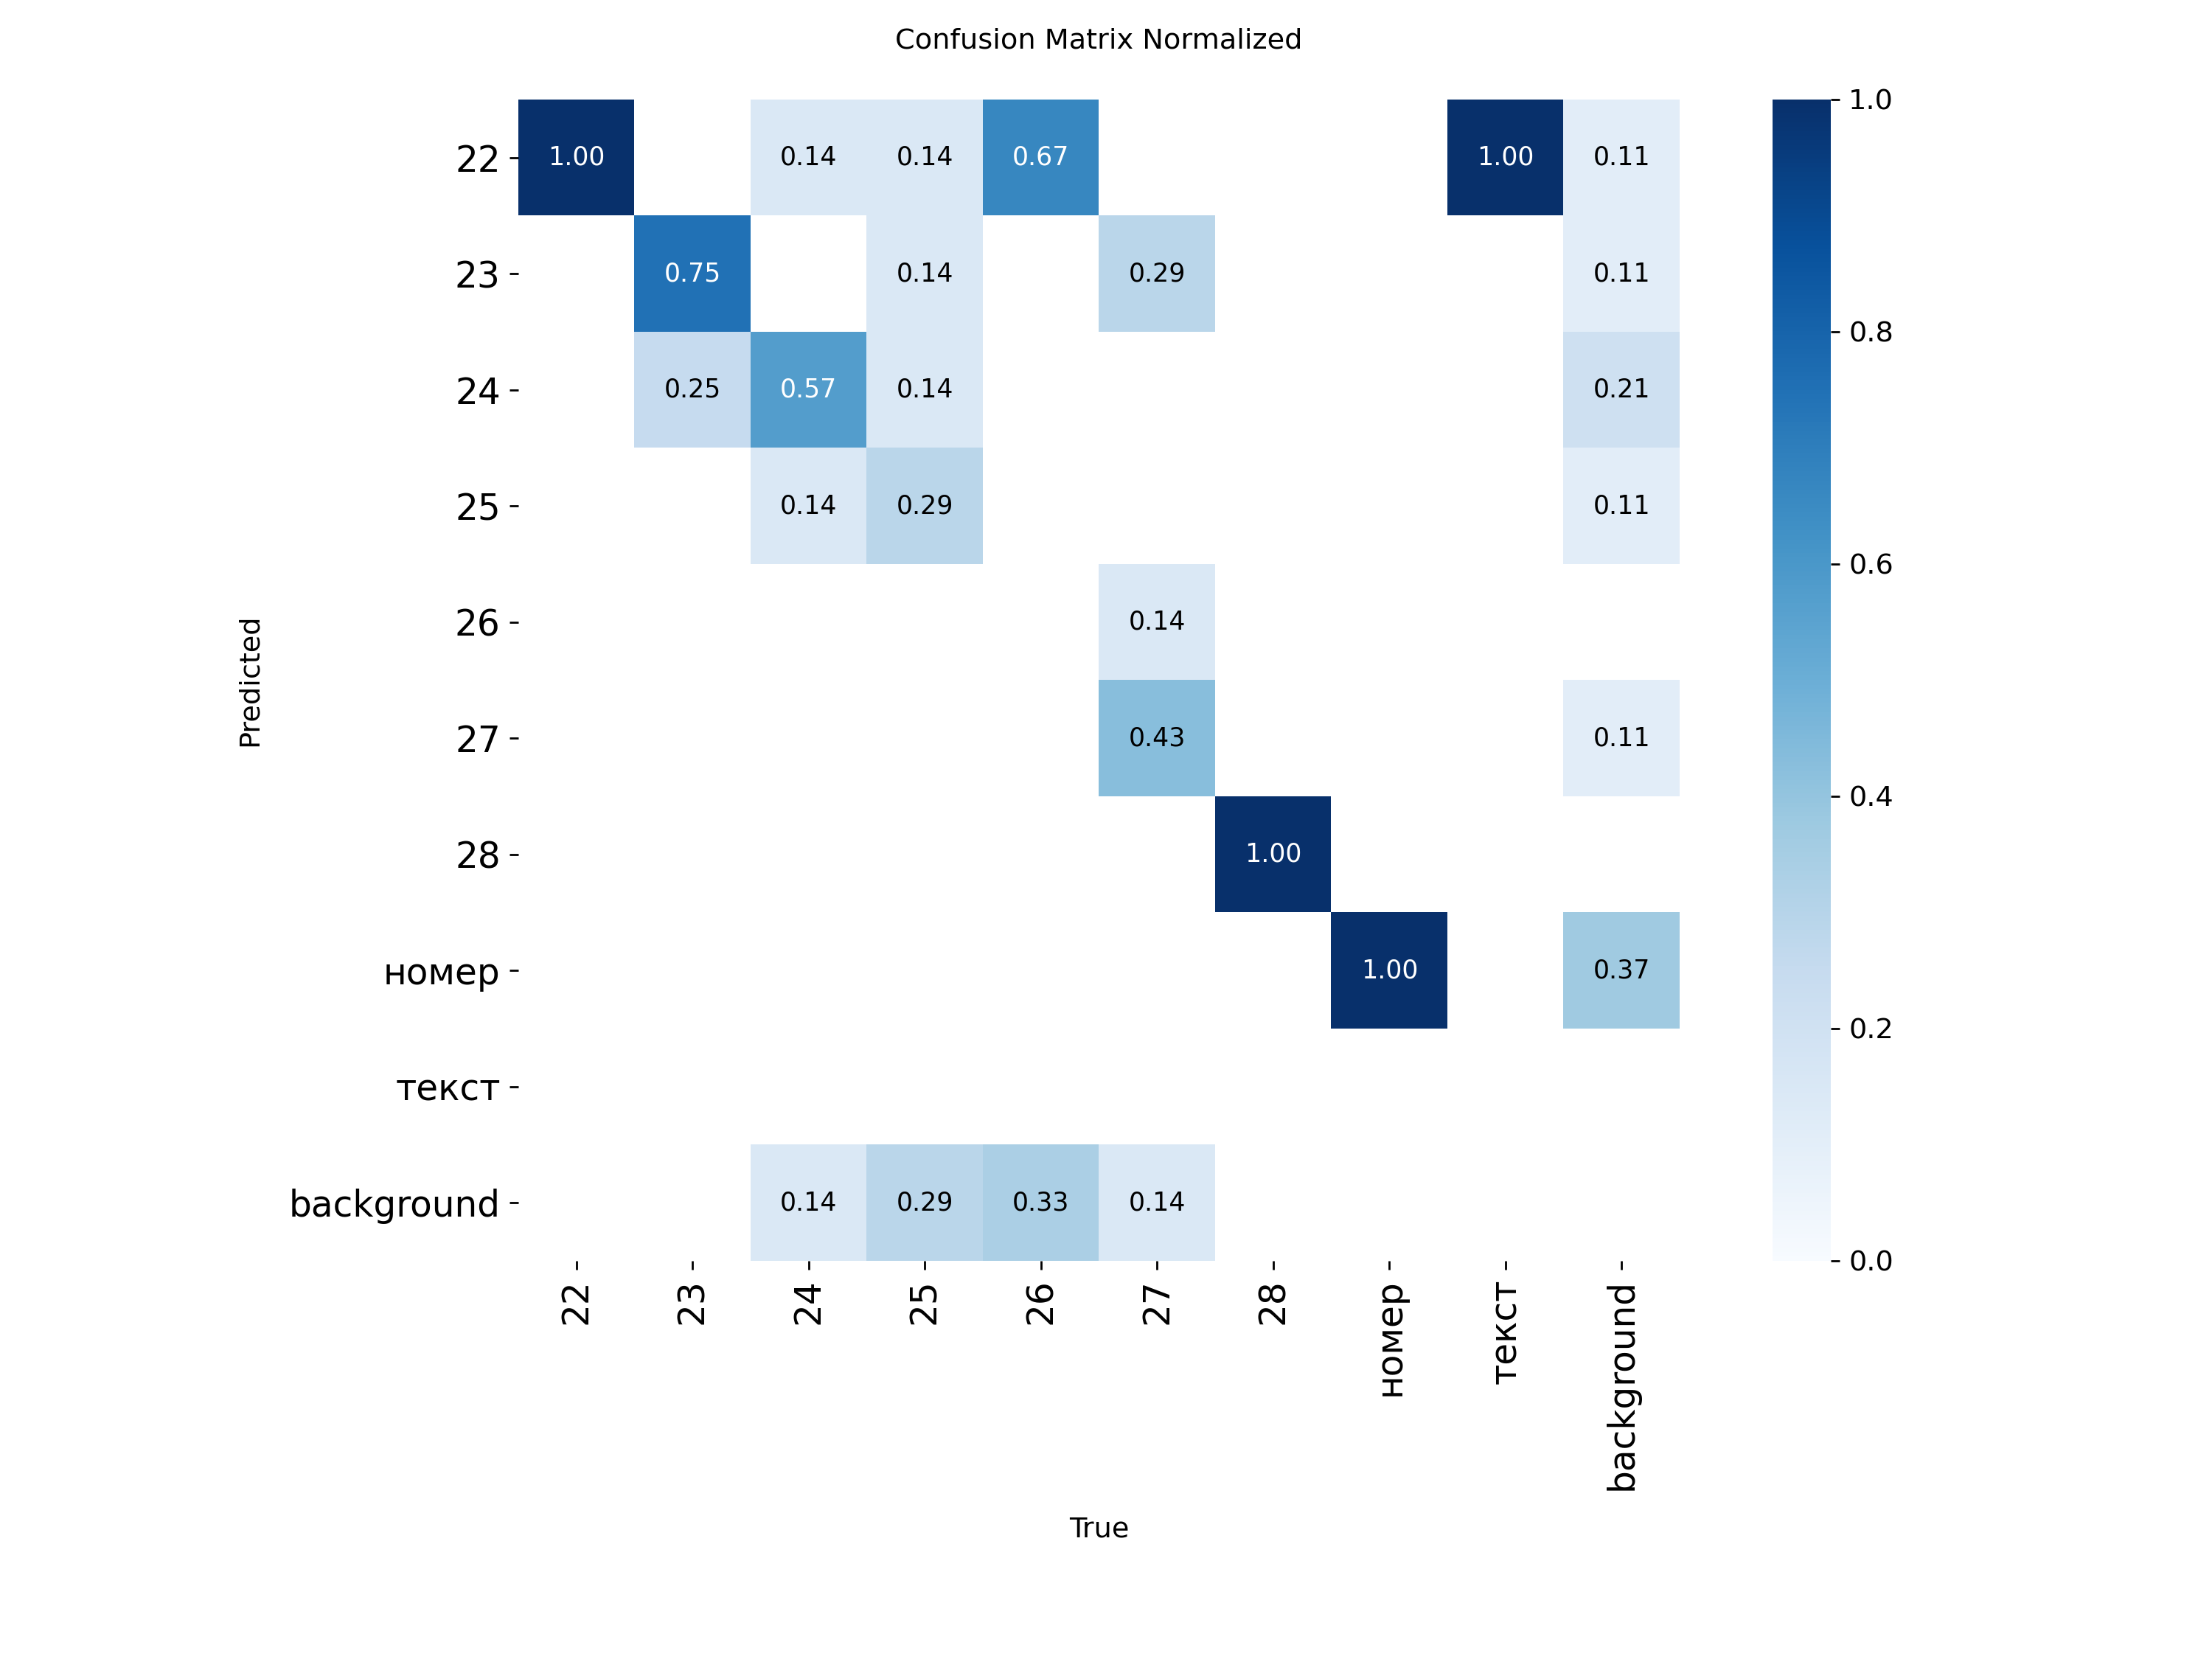 Confusion Matrix Normalized
22 1.00 0.14 0.14 0.67 1.00 0.11
23 0.75 0.14 0.29 0.11
24 0.25 0.57 0.14 0.21
25 0.14 0.29 0.11
26 0.14
27 0.43 0.11
28 1.00
номер 1.00 0.37
текст
background 0.14 0.29 0.33 0.14
Predicted
22 23 24 25 26 27 28 номер текст background
True
1.0
0.8
0.6
0.4
0.2
0.0